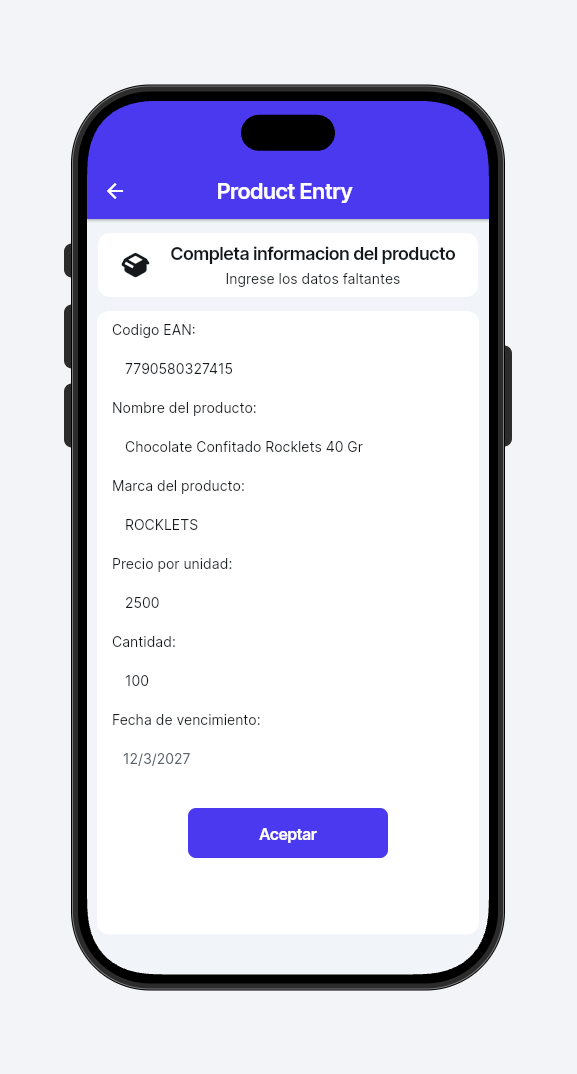 Product Entry
Completa informacion del producto
Ingrese los datos faltantes
Codigo EAN:
7790580327415
Nombre del producto:
Chocolate Confitado Rocklets 40 Gr
Marca del producto:
ROCKLETS
Precio por unidad:
2500
Cantidad:
100
Fecha de vencimiento:
12/3/2027
Aceptar